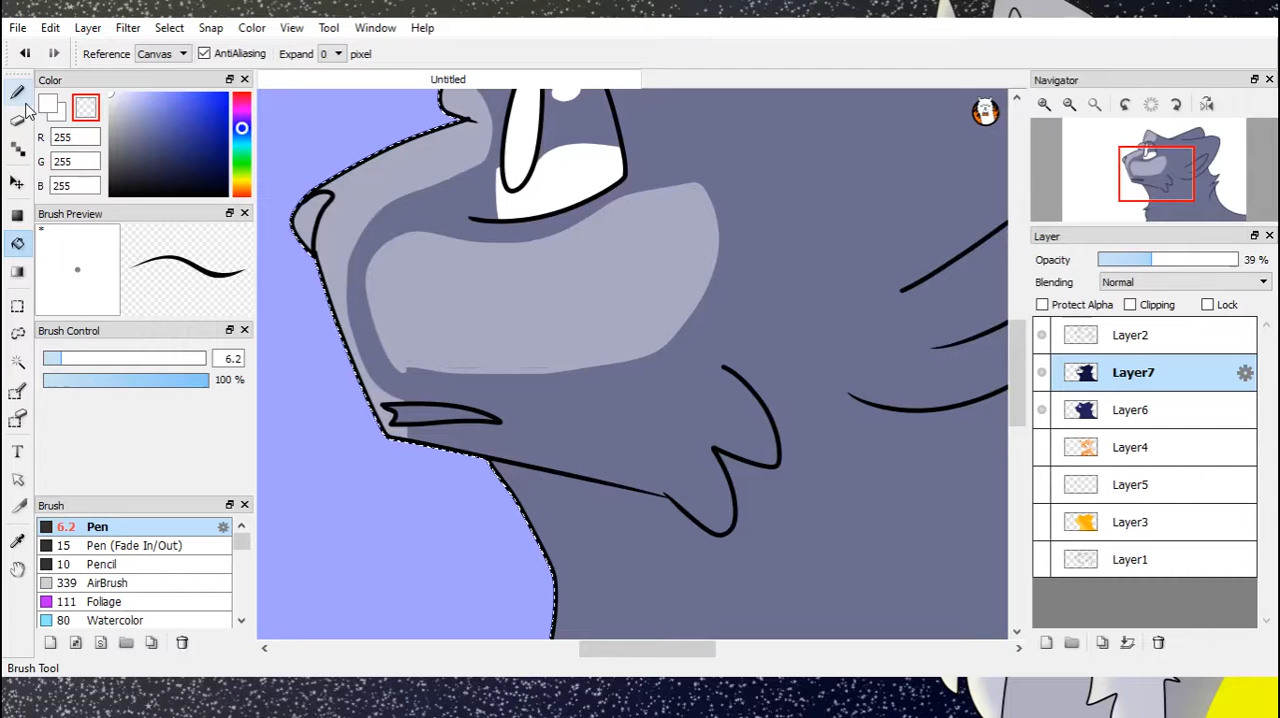 File Edit Layer Filter Select Snap Color View Tool Window Help
Reference Canvas AntiAliasing Expand 0 pixel
Color
Untitled
Navigator
R 255
G 255
B 255
Brush Preview
*
Layer
Opacity 39 %
Blending Normal
Protect Alpha Clipping Lock
Brush Control
6.2
100 %
Layer2
Layer7
Layer6
Layer4
Layer5
Layer3
Layer1
Brush
6.2 Pen
15 Pen (Fade In/Out)
10 Pencil
339 AirBrush
111 Foliage
80 Watercolor
T
Brush Tool